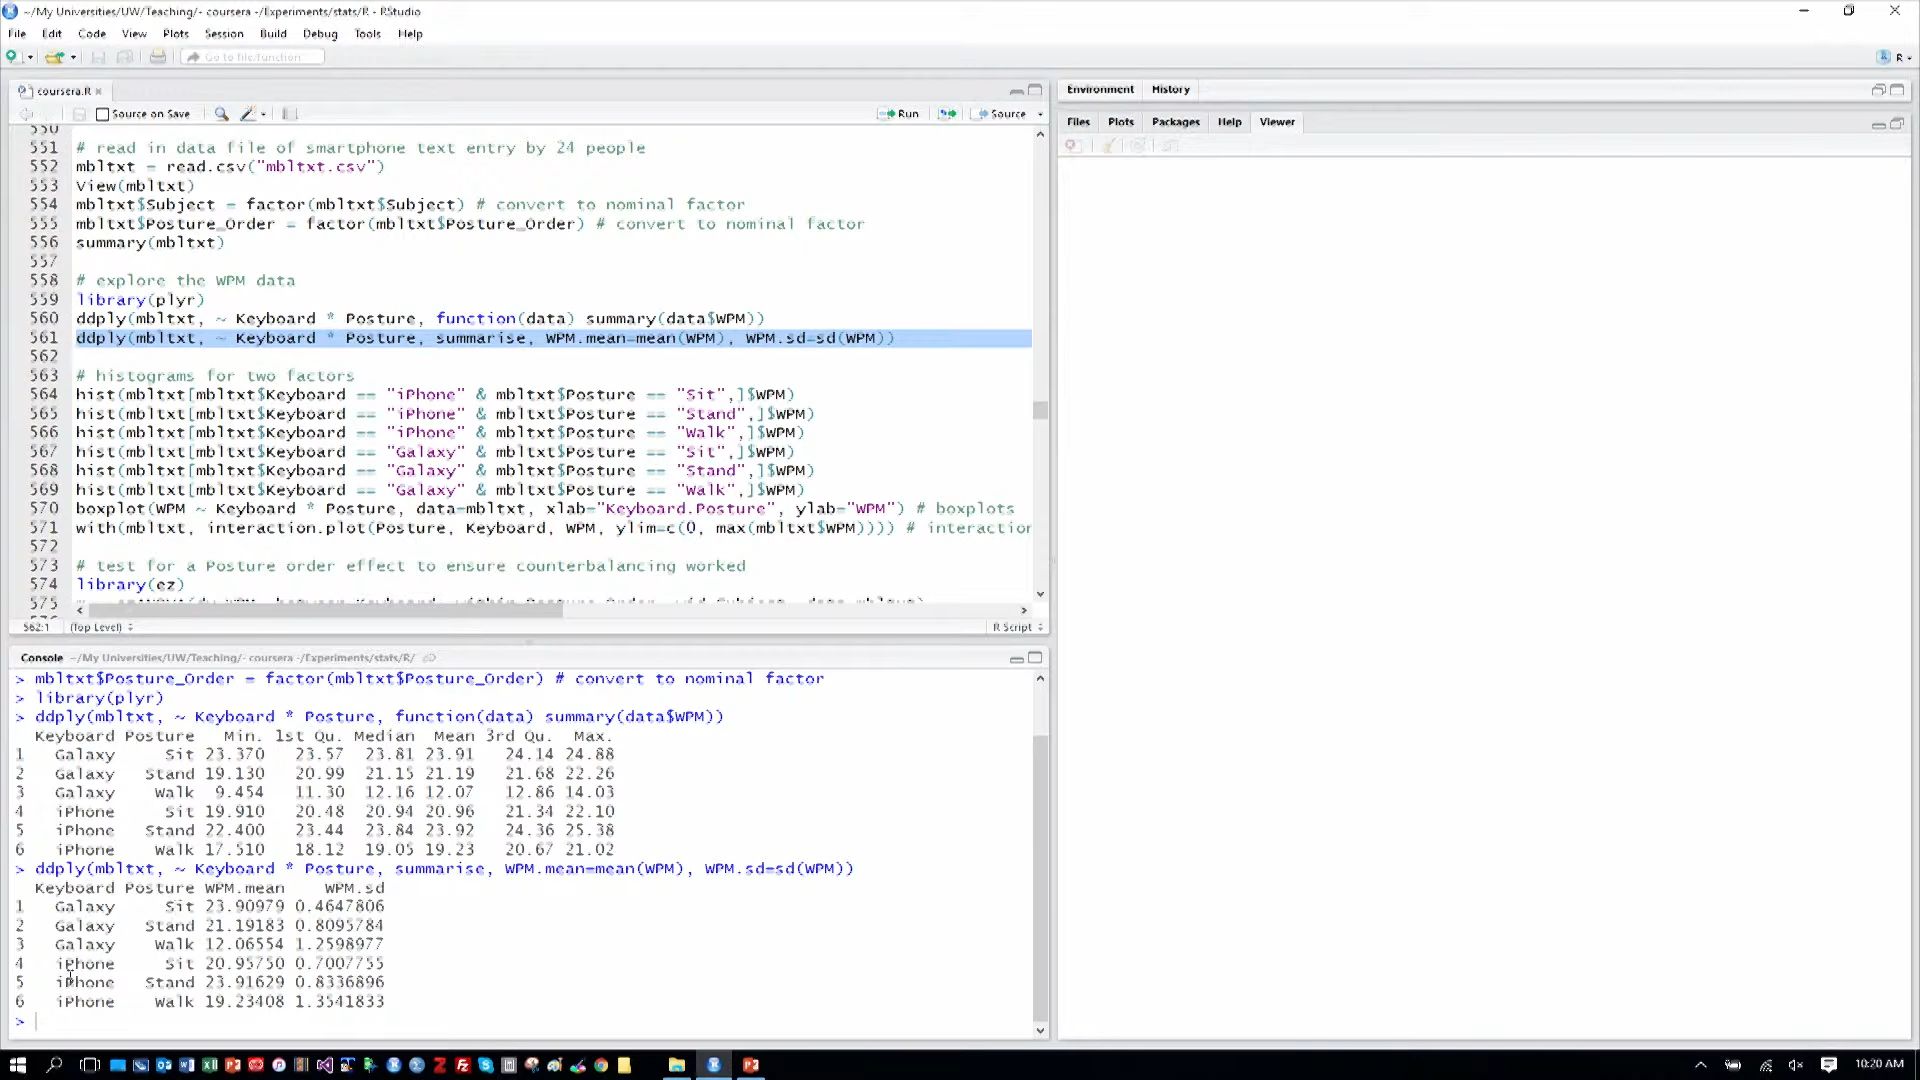 ~/My Universities/UW/Teaching/- coursera -/Experiments/stats/R - RStudio
File Edit Code View Plots Session Build Debug Tools Help
Go to file/function
R
coursera.R
Environment History
Source on Save
Run
Source
Files Plots Packages Help Viewer
550
551 # read in data file of smartphone text entry by 24 people
552 mbltxt = read.csv("mbltxt.csv")
553 View(mbltxt)
554 mbltxt$Subject = factor(mbltxt$Subject) # convert to nominal factor
555 mbltxt$Posture_Order = factor(mbltxt$Posture_Order) # convert to nominal factor
556 summary(mbltxt)
557
558 # explore the WPM data
559 library(plyr)
560 ddply(mbltxt, ~ Keyboard * Posture, function(data) summary(data$WPM))
561 ddply(mbltxt, ~ Keyboard * Posture, summarise, WPM.mean=mean(WPM), WPM.sd=sd(WPM))
562
563 # histograms for two factors
564 hist(mbltxt[mbltxt$Keyboard == "iPhone" & mbltxt$Posture == "Sit",]$WPM)
565 hist(mbltxt[mbltxt$Keyboard == "iPhone" & mbltxt$Posture == "Stand",]$WPM)
566 hist(mbltxt[mbltxt$Keyboard == "iPhone" & mbltxt$Posture == "Walk",]$WPM)
567 hist(mbltxt[mbltxt$Keyboard == "Galaxy" & mbltxt$Posture == "Sit",]$WPM)
568 hist(mbltxt[mbltxt$Keyboard == "Galaxy" & mbltxt$Posture == "Stand",]$WPM)
569 hist(mbltxt[mbltxt$Keyboard == "Galaxy" & mbltxt$Posture == "Walk",]$WPM)
570 boxplot(WPM ~ Keyboard * Posture, data=mbltxt, xlab="Keyboard.Posture", ylab="WPM") # boxplots
571 with(mbltxt, interaction.plot(Posture, Keyboard, WPM, ylim=c(0, max(mbltxt$WPM)))) # interaction
572
573 # test for a Posture order effect to ensure counterbalancing worked
574 library(ez)
575
562:1 (Top Level) R Script
Console ~/My Universities/UW/Teaching/- coursera -/Experiments/stats/R/
> mbltxt$Posture_Order = factor(mbltxt$Posture_Order) # convert to nominal factor
> library(plyr)
> ddply(mbltxt, ~ Keyboard * Posture, function(data) summary(data$WPM))
Keyboard Posture Min. 1st Qu. Median Mean 3rd Qu. Max.
1 Galaxy Sit 23.370 23.57 23.81 23.91 24.14 24.88
2 Galaxy Stand 19.130 20.99 21.15 21.19 21.68 22.26
3 Galaxy Walk 9.454 11.30 12.16 12.07 12.86 14.03
4 iPhone Sit 19.910 20.48 20.94 20.96 21.34 22.10
5 iPhone Stand 22.400 23.44 23.84 23.92 24.36 25.38
6 iPhone Walk 17.510 18.12 19.05 19.23 20.67 21.02
> ddply(mbltxt, ~ Keyboard * Posture, summarise, WPM.mean=mean(WPM), WPM.sd=sd(WPM))
Keyboard Posture WPM.mean WPM.sd
1 Galaxy Sit 23.90979 0.4647806
2 Galaxy Stand 21.19183 0.8095784
3 Galaxy Walk 12.06554 1.2598977
4 iPhone Sit 20.95750 0.7007755
5 iPhone Stand 23.91629 0.8336896
6 iPhone Walk 19.23408 1.3541833
>
10:20 AM